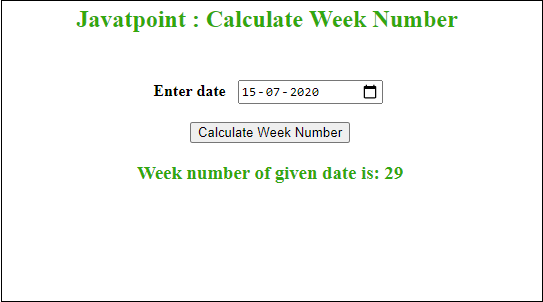 Javatpoint : Calculate Week Number
Enter date 15-07-2020
Calculate Week Number
Week number of given date is: 29